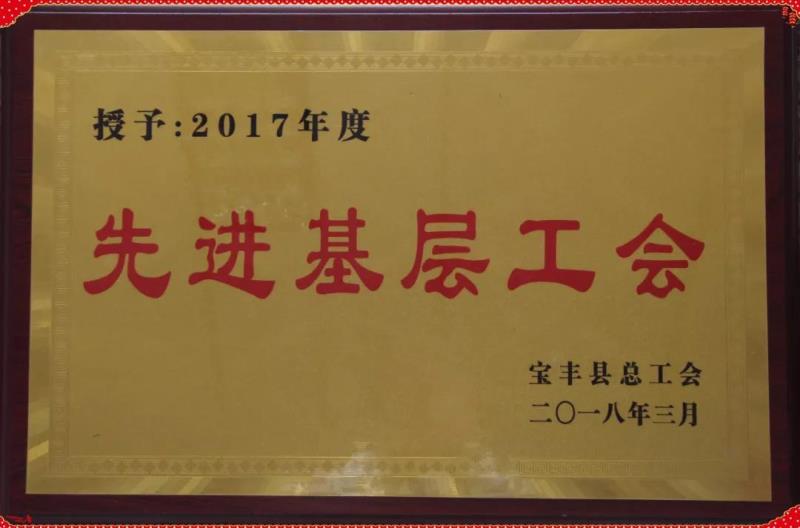 授予:2017年度
先进基层工会
宝丰县总工会
二〇一八年三月